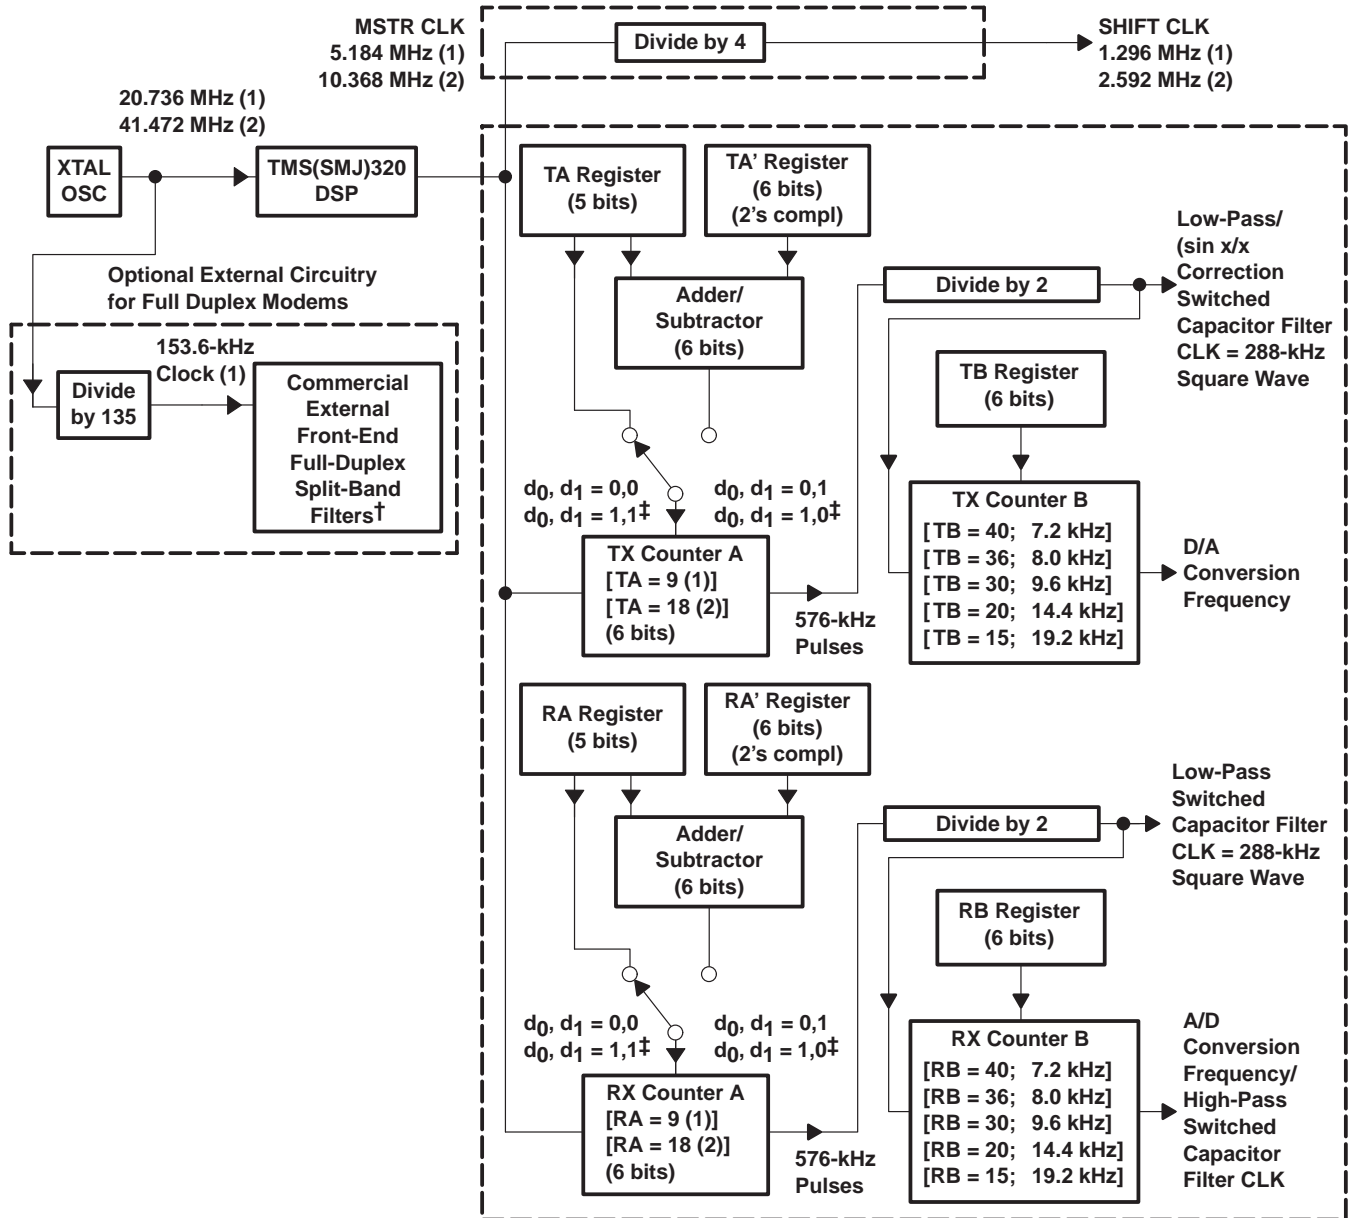 MSTR CLK
5.184 MHz (1)
10.368 MHz (2)
Divide by 4
SHIFT CLK
1.296 MHz (1)
2.592 MHz (2)
20.736 MHz (1)
41.472 MHz (2)
XTAL
OSC
TMS(SMJ)320
DSP
TA Register
(5 bits)
TA' Register
(6 bits)
(2's compl)
Adder/
Subtractor
(6 bits)
Divide by 2
Low-Pass/
(sin x/x
Correction
Switched
Capacitor Filter
CLK = 288-kHz
Square Wave
Optional External Circuitry
for Full Duplex Modems
153.6-kHz
Clock (1)
Divide
by 135
Commercial
External
Front-End
Full-Duplex
Split-Band
Filters†
TB Register
(6 bits)
d0, d1 = 0,0
d0, d1 = 1,1‡
d0, d1 = 0,1
d0, d1 = 1,0‡
TX Counter A
[TA = 9 (1)]
[TA = 18 (2)]
(6 bits)
576-kHz
Pulses
TX Counter B
[TB = 40; 7.2 kHz]
[TB = 36; 8.0 kHz]
[TB = 30; 9.6 kHz]
[TB = 20; 14.4 kHz]
[TB = 15; 19.2 kHz]
D/A
Conversion
Frequency
RA Register
(5 bits)
RA' Register
(6 bits)
(2's compl)
Adder/
Subtractor
(6 bits)
Divide by 2
Low-Pass
Switched
Capacitor Filter
CLK = 288-kHz
Square Wave
RB Register
(6 bits)
d0, d1 = 0,0
d0, d1 = 1,1‡
d0, d1 = 0,1
d0, d1 = 1,0‡
RX Counter A
[RA = 9 (1)]
[RA = 18 (2)]
(6 bits)
576-kHz
Pulses
RX Counter B
[RB = 40; 7.2 kHz]
[RB = 36; 8.0 kHz]
[RB = 30; 9.6 kHz]
[RB = 20; 14.4 kHz]
[RB = 15; 19.2 kHz]
A/D
Conversion
Frequency/
High-Pass
Switched
Capacitor
Filter CLK